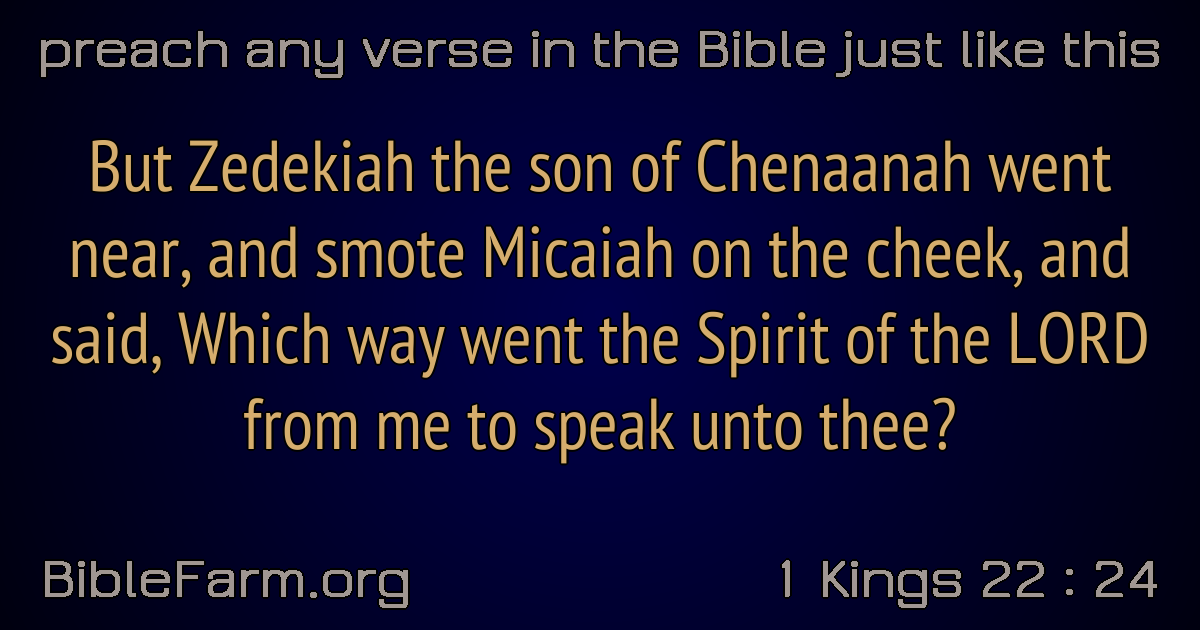 preach any verse in the Bible just like this
But Zedekiah the son of Chenaanah went
near, and smote Micaiah on the cheek, and
said, Which way went the Spirit of the LORD
from me to speak unto thee?
BibleFarm.org
1 Kings 22 : 24